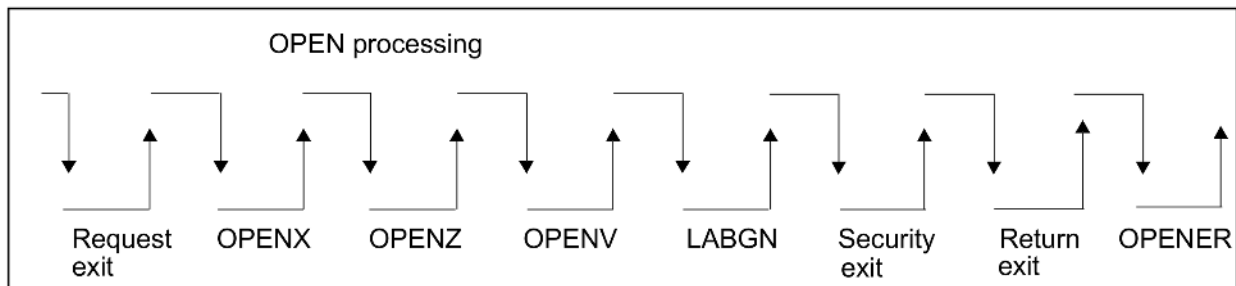 OPEN processing
Request exit
OPENX
OPENZ
OPENV
LABGN
Security exit
Return exit
OPENER